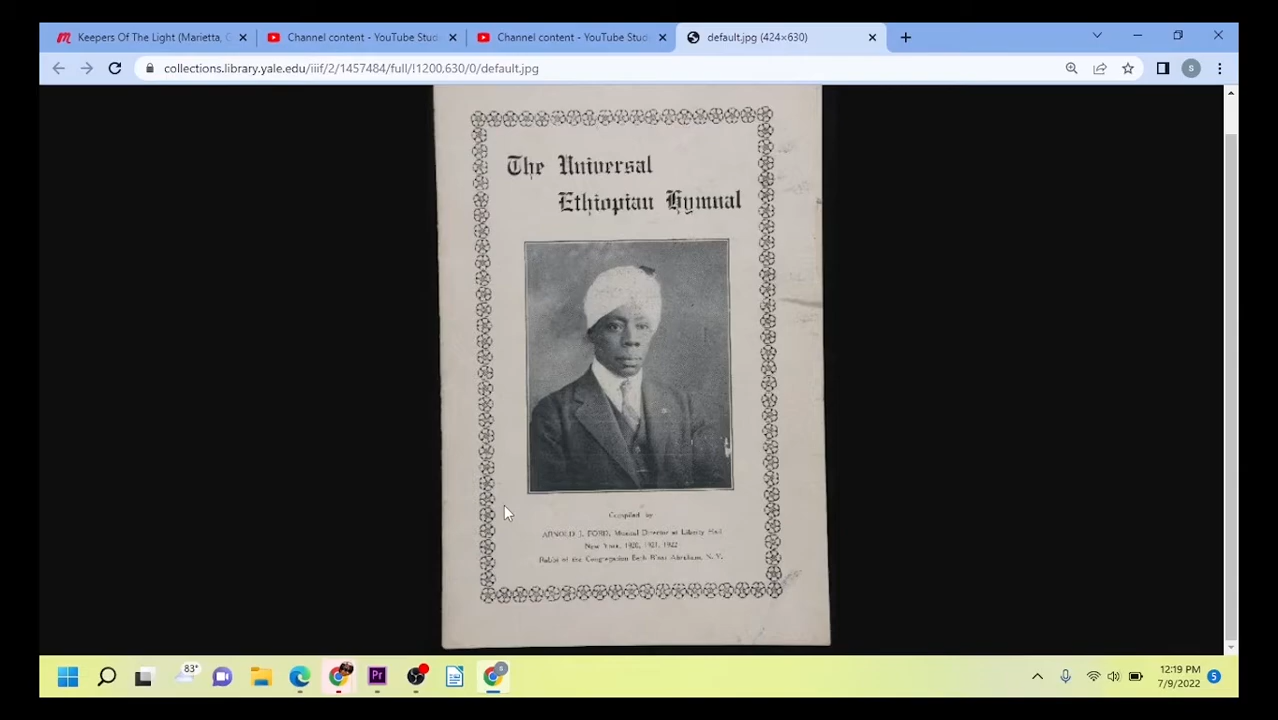 Keepers Of The Light (Marietta, G
Channel content - YouTube Stud
Channel content - YouTube Stud
default.jpg (424×630)
collections.library.yale.edu/iiif/2/1457484/full/!1200,630/0/default.jpg
S
The Universal
Ethiopian Hymnal
Compiled by
ARNOLD J. FORD, Musical Director at Liberty Hall
New York, 1920, 1921, 1922
Rabbi of the Congregation Beth B'nai Abraham, N. Y.
83°
Pr
12:19 PM
7/9/2022
5